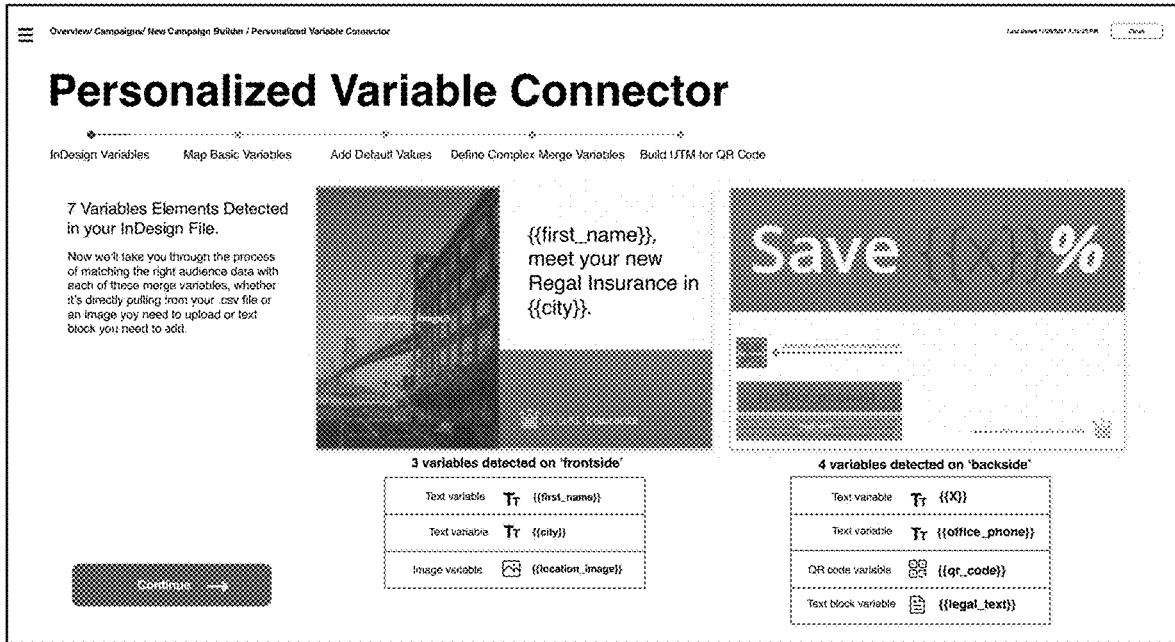 Overview/ Campaigns/ New Campaign Builder / Personalized Variable Connector
Close
Personalized Variable Connector
InDesign Variables
Map Basic Variables
Add Default Values
Define Complex Merge Variables
Build UTM for QR Code
7 Variables Elements Detected
in your InDesign File.
Now we'll take you through the process
of matching the right audience data with
each of these merge variables, whether
it's directly pulling from your .csv file or
an image yoy need to upload or text
block you need to add.
Continue
{{first_name}},
meet your new
Regal Insurance in
{{city}}.
3 variables detected on 'frontside'
Text variable {{first_name}}
Text variable {{city}}
Image variable {{location_image}}
Save %
4 variables detected on 'backside'
Text variable {{X}}
Text variable {{office_phone}}
QR code variable {{qr_code}}
Text block variable {{legal_text}}